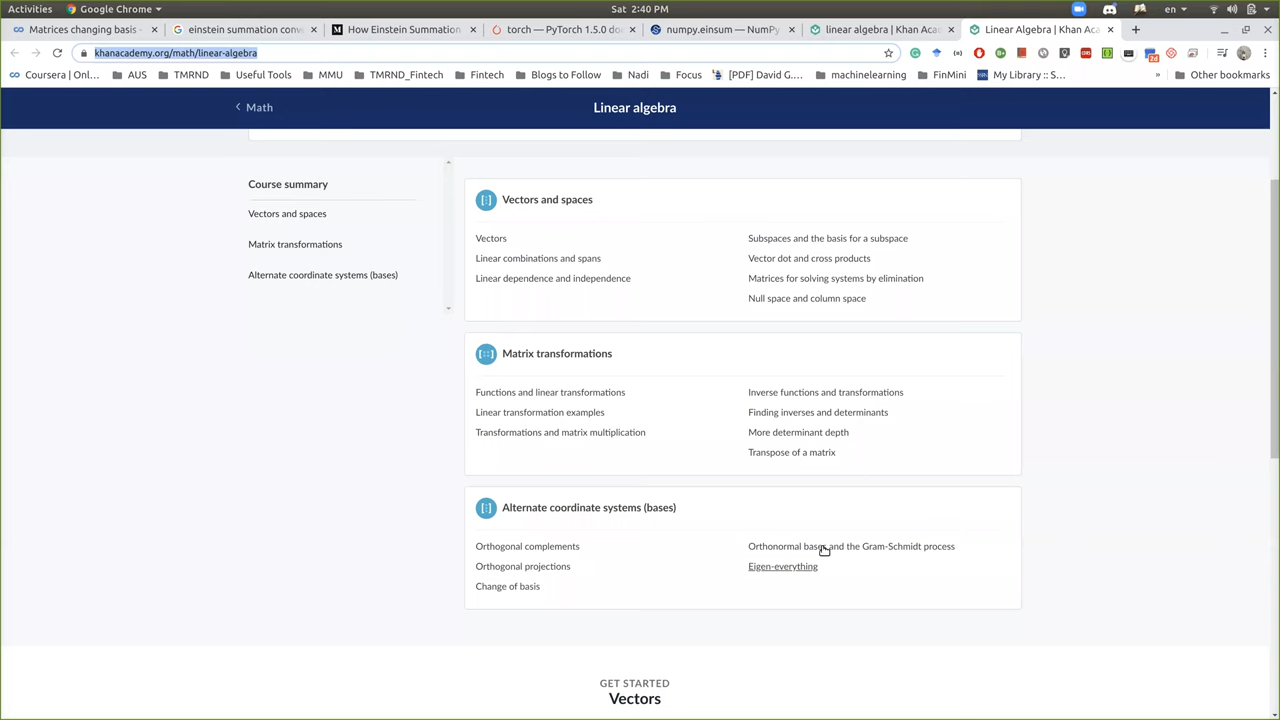 Activities Google Chrome Sat 2:40 PM en
Matrices changing basis einstein summation conv How Einstein Summation torch — PyTorch 1.5.0 do numpy.einsum — NumPy linear algebra | Khan Aca Linear Algebra | Khan Aca
khanacademy.org/math/linear-algebra
Coursera | Onl... AUS TMRND Useful Tools MMU TMRND_Fintech Fintech Blogs to Follow Nadi Focus [PDF] David G.... machinelearning FinMini My Library :: S... » Other bookmarks
Math
Linear algebra
Course summary
Vectors and spaces
Matrix transformations
Alternate coordinate systems (bases)
Vectors and spaces
Vectors
Linear combinations and spans
Linear dependence and independence
Subspaces and the basis for a subspace
Vector dot and cross products
Matrices for solving systems by elimination
Null space and column space
Matrix transformations
Functions and linear transformations
Linear transformation examples
Transformations and matrix multiplication
Inverse functions and transformations
Finding inverses and determinants
More determinant depth
Transpose of a matrix
Alternate coordinate systems (bases)
Orthogonal complements
Orthogonal projections
Change of basis
Orthonormal bases and the Gram-Schmidt process
Eigen-everything
GET STARTED
Vectors